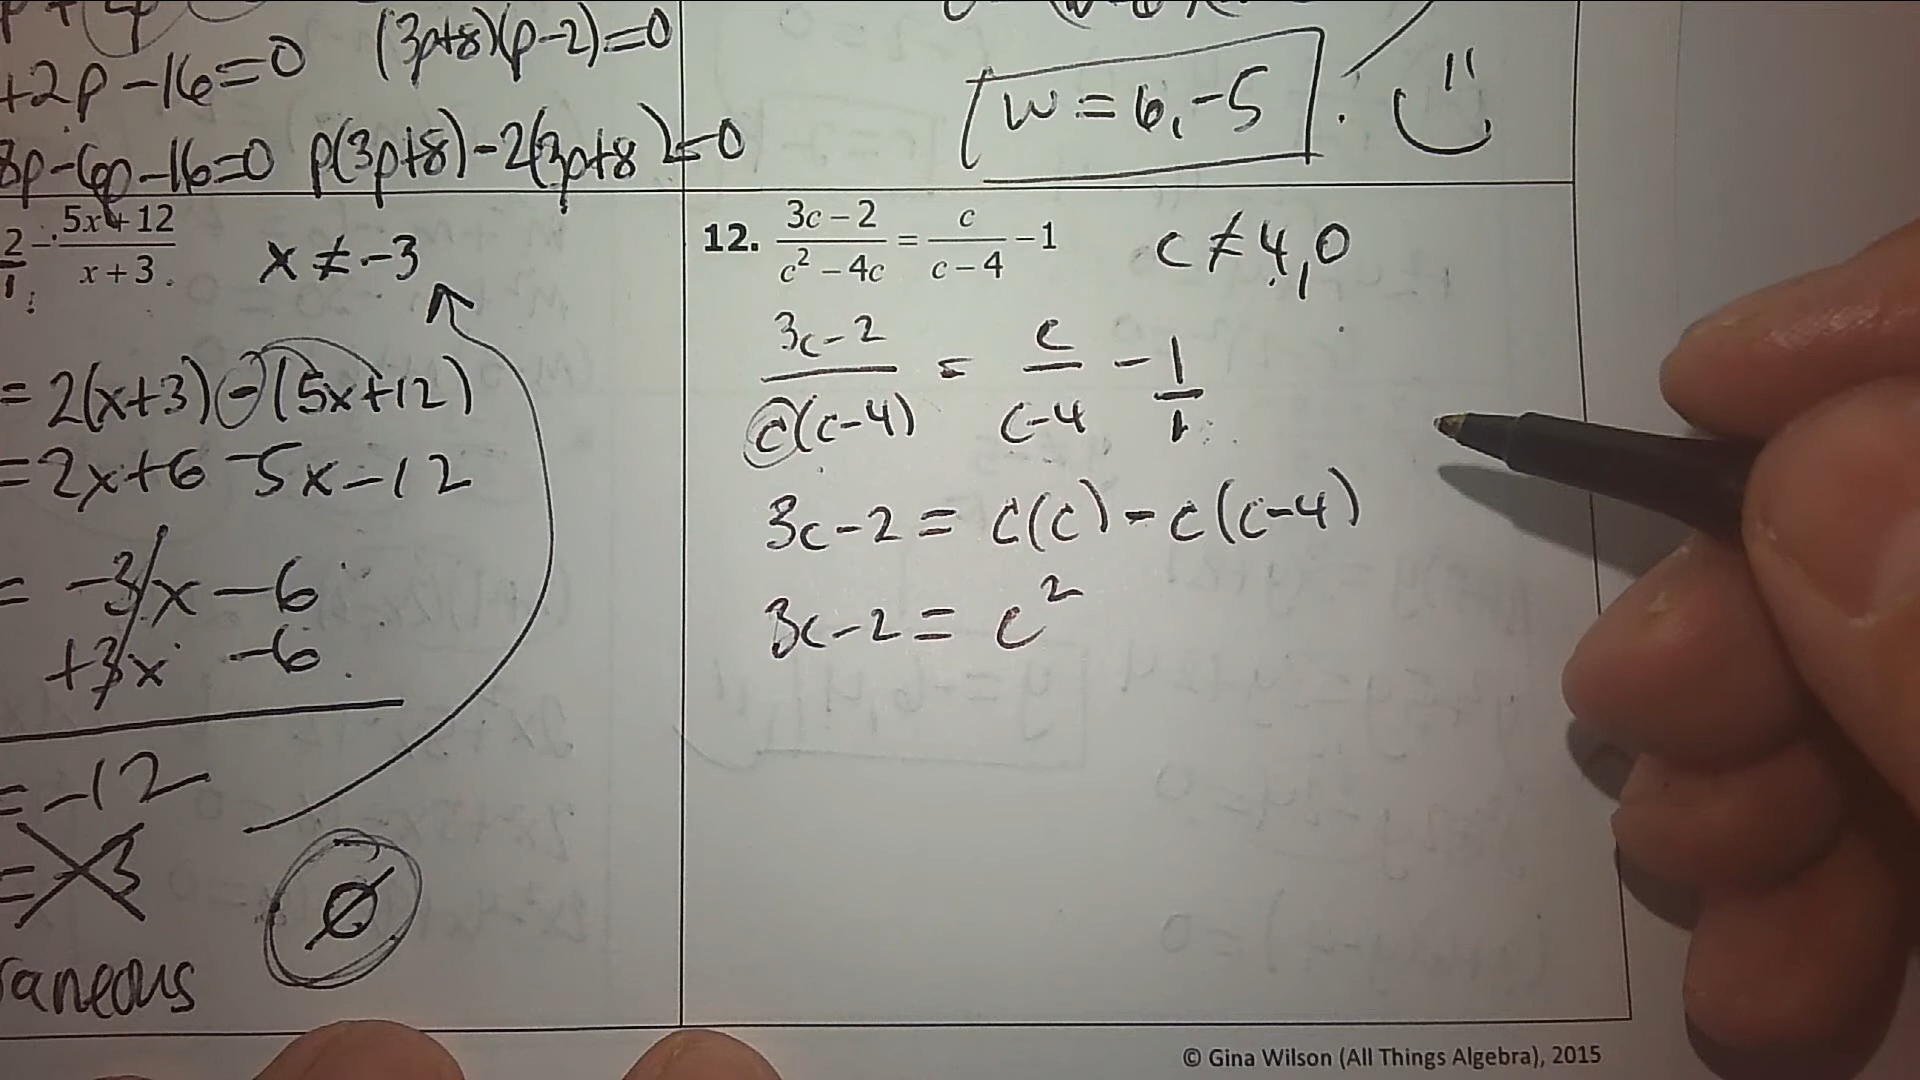 +2p-16=0 (3p+8)(p-2)=0
8p-6p-16=0 p(3p+8)-2(3p+8)=0
w=6,-5
2/1 - 5x+12/x+3 x≠-3
=2(x+3)-(5x+12)
=2x+6-5x-12
=-3x-6
+3x -6
=-12
=3
raneous ∅
12. 3c-2/c²-4c = c/c-4 -1 c≠4,0
3c-2/c(c-4) = c/c-4 - 1/1
3c-2=c(c)-c(c-4)
3c-2=c²
© Gina Wilson (All Things Algebra), 2015